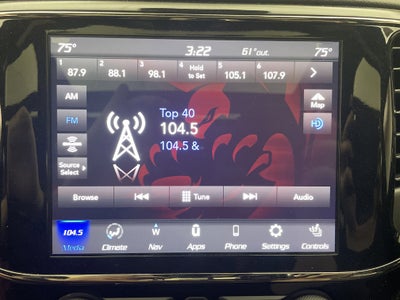 75° 3:22 61°out. 75°
1 2 3 4 5 6
87.9 88.1 98.1 Hold to Set 105.1 107.9
AM
FM
Source Select
Top 40
104.5
104.5 &
Map
HD
Browse Tune Audio
104.5 W
Media Climate Nav Apps Phone Settings Controls